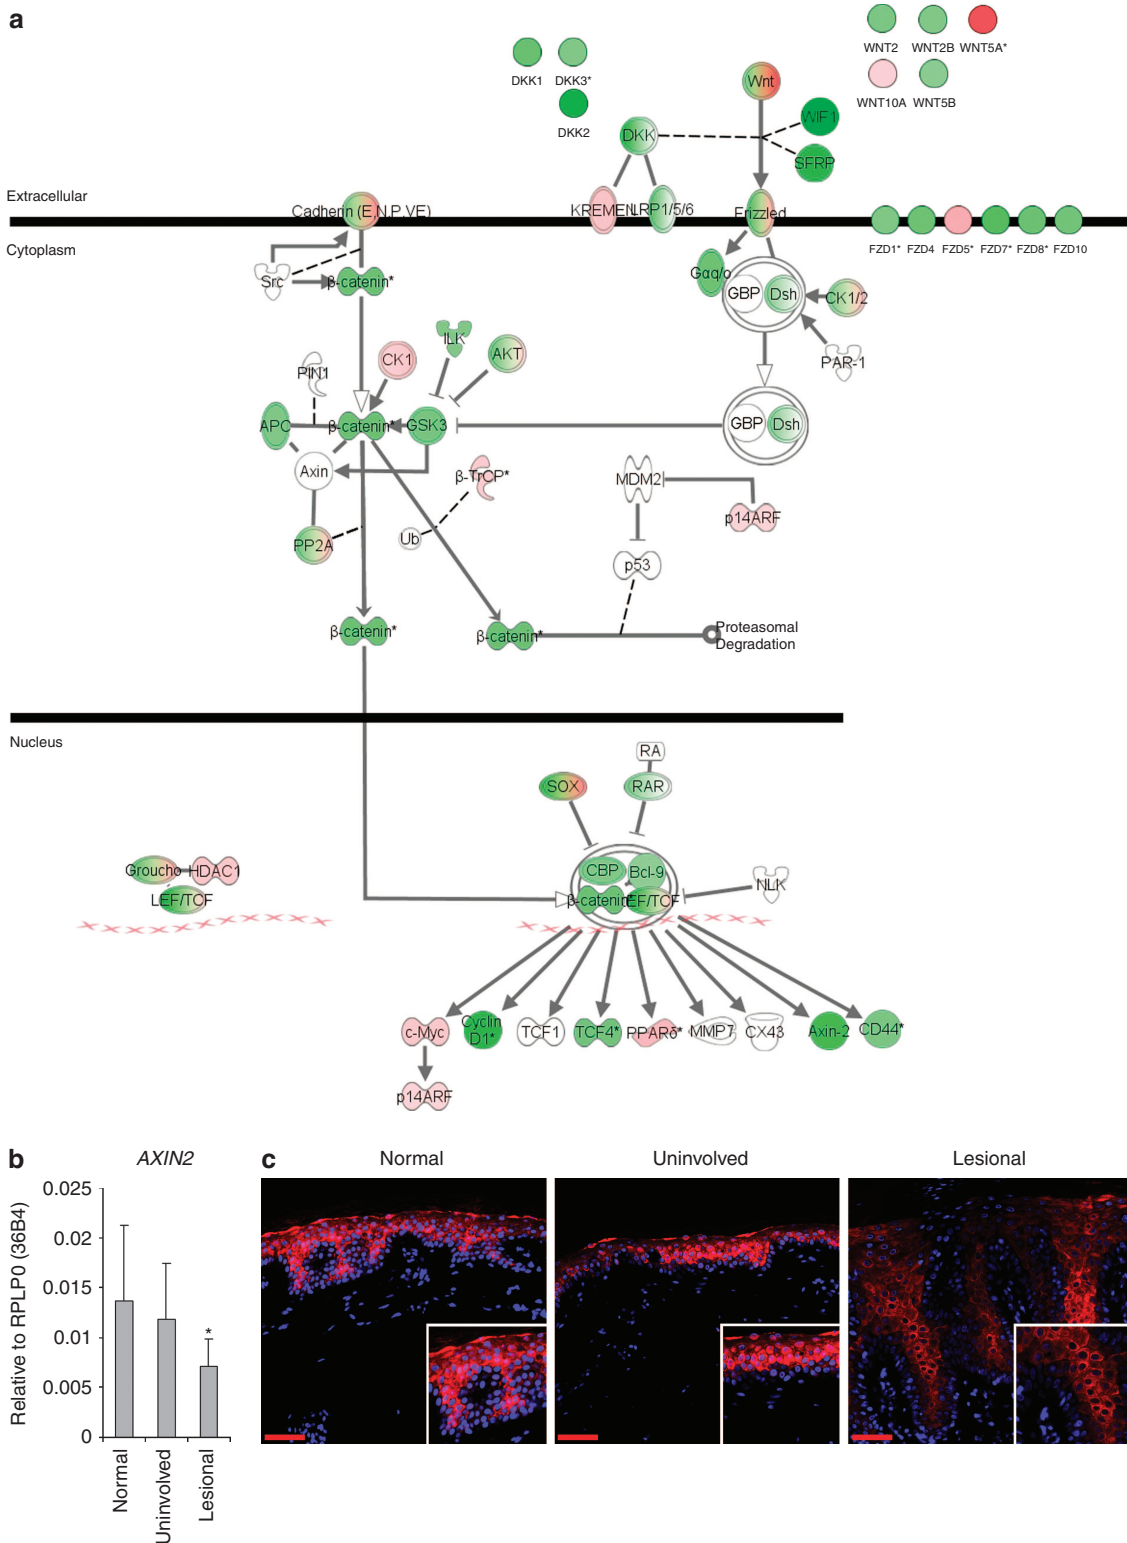 a
DKK1 DKK3*
DKK2
WNT2 WNT2B WNT5A*
WNT10A WNT5B
Wnt
WIF1
DKK
SFRP
Extracellular
Cadherin (E,N,P,VE)
KREMEN
LRP1/5/6
Frizzled
Cytoplasm
FZD1* FZD4 FZD5* FZD7* FZD8* FZD10
Src
β-catenin*
Gαq/o
GBP Dsh
CK1/2
PAR-1
ILK
AKT
CK1
PIN1
APC
β-catenin*
GSK3
GBP Dsh
Axin
β-TrCP*
MDM2
p14ARF
PP2A
Ub
p53
β-catenin*
β-catenin*
Proteasomal
Degradation
Nucleus
RA
SOX
RAR
Groucho HDAC1
LEF/TCF
CBP Bcl-9
β-catenin* LEF/TCF
NLK
c-Myc
Cyclin
D1*
TCF1
TCF4*
PPARδ*
MMP7
CX43
Axin-2
CD44*
p14ARF
b
AXIN2
Relative to RPLP0 (36B4)
0.025
0.02
0.015
0.01
0.005
0
*
Normal
Uninvolved
Lesional
c
Normal
Uninvolved
Lesional